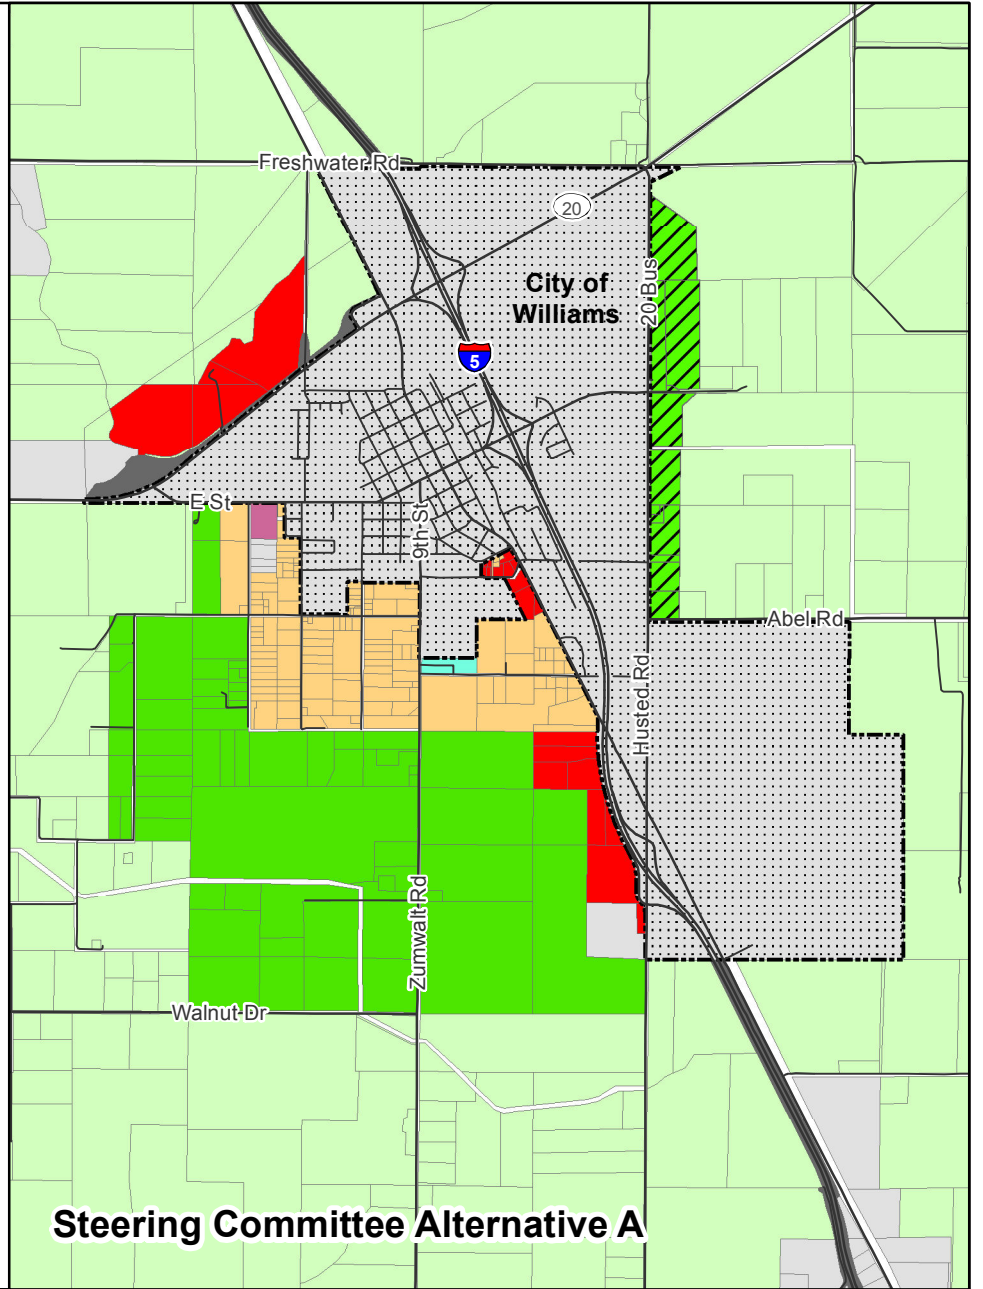 Freshwater Rd
20
City of
Williams
20 Bus
5
E St
9th St
Abel Rd
Husted Rd
Zumwalt Rd
Walnut Dr
Steering Committee Alternative A